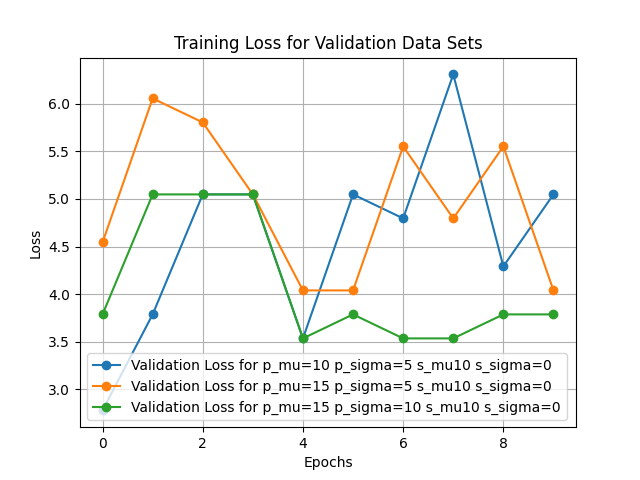 Training Loss for Validation Data Sets
Loss
6.0
5.5
5.0
4.5
4.0
3.5
3.0
Validation Loss for p_mu=10 p_sigma=5 s_mu10 s_sigma=0
Validation Loss for p_mu=15 p_sigma=5 s_mu10 s_sigma=0
Validation Loss for p_mu=15 p_sigma=10 s_mu10 s_sigma=0
0 2 4 6 8
Epochs